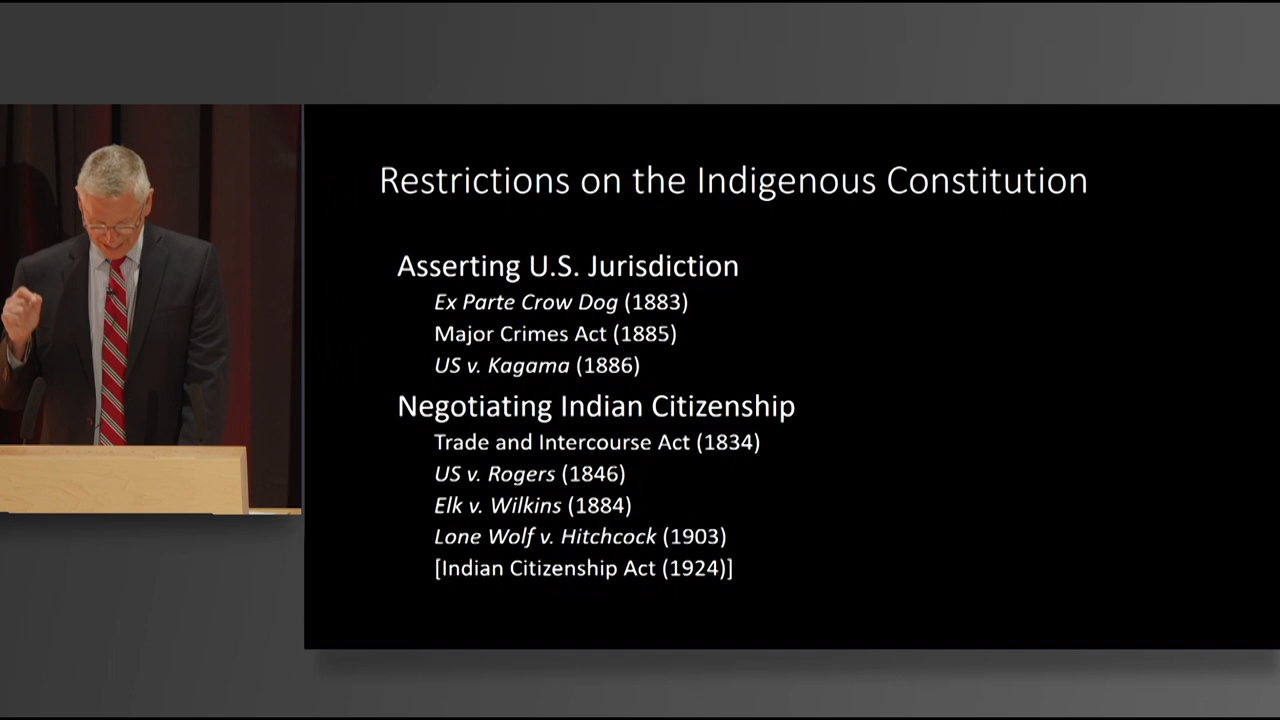 Restrictions on the Indigenous Constitution
Asserting U.S. Jurisdiction
Ex Parte Crow Dog (1883)
Major Crimes Act (1885)
US v. Kagama (1886)
Negotiating Indian Citizenship
Trade and Intercourse Act (1834)
US v. Rogers (1846)
Elk v. Wilkins (1884)
Lone Wolf v. Hitchcock (1903)
[Indian Citizenship Act (1924)]